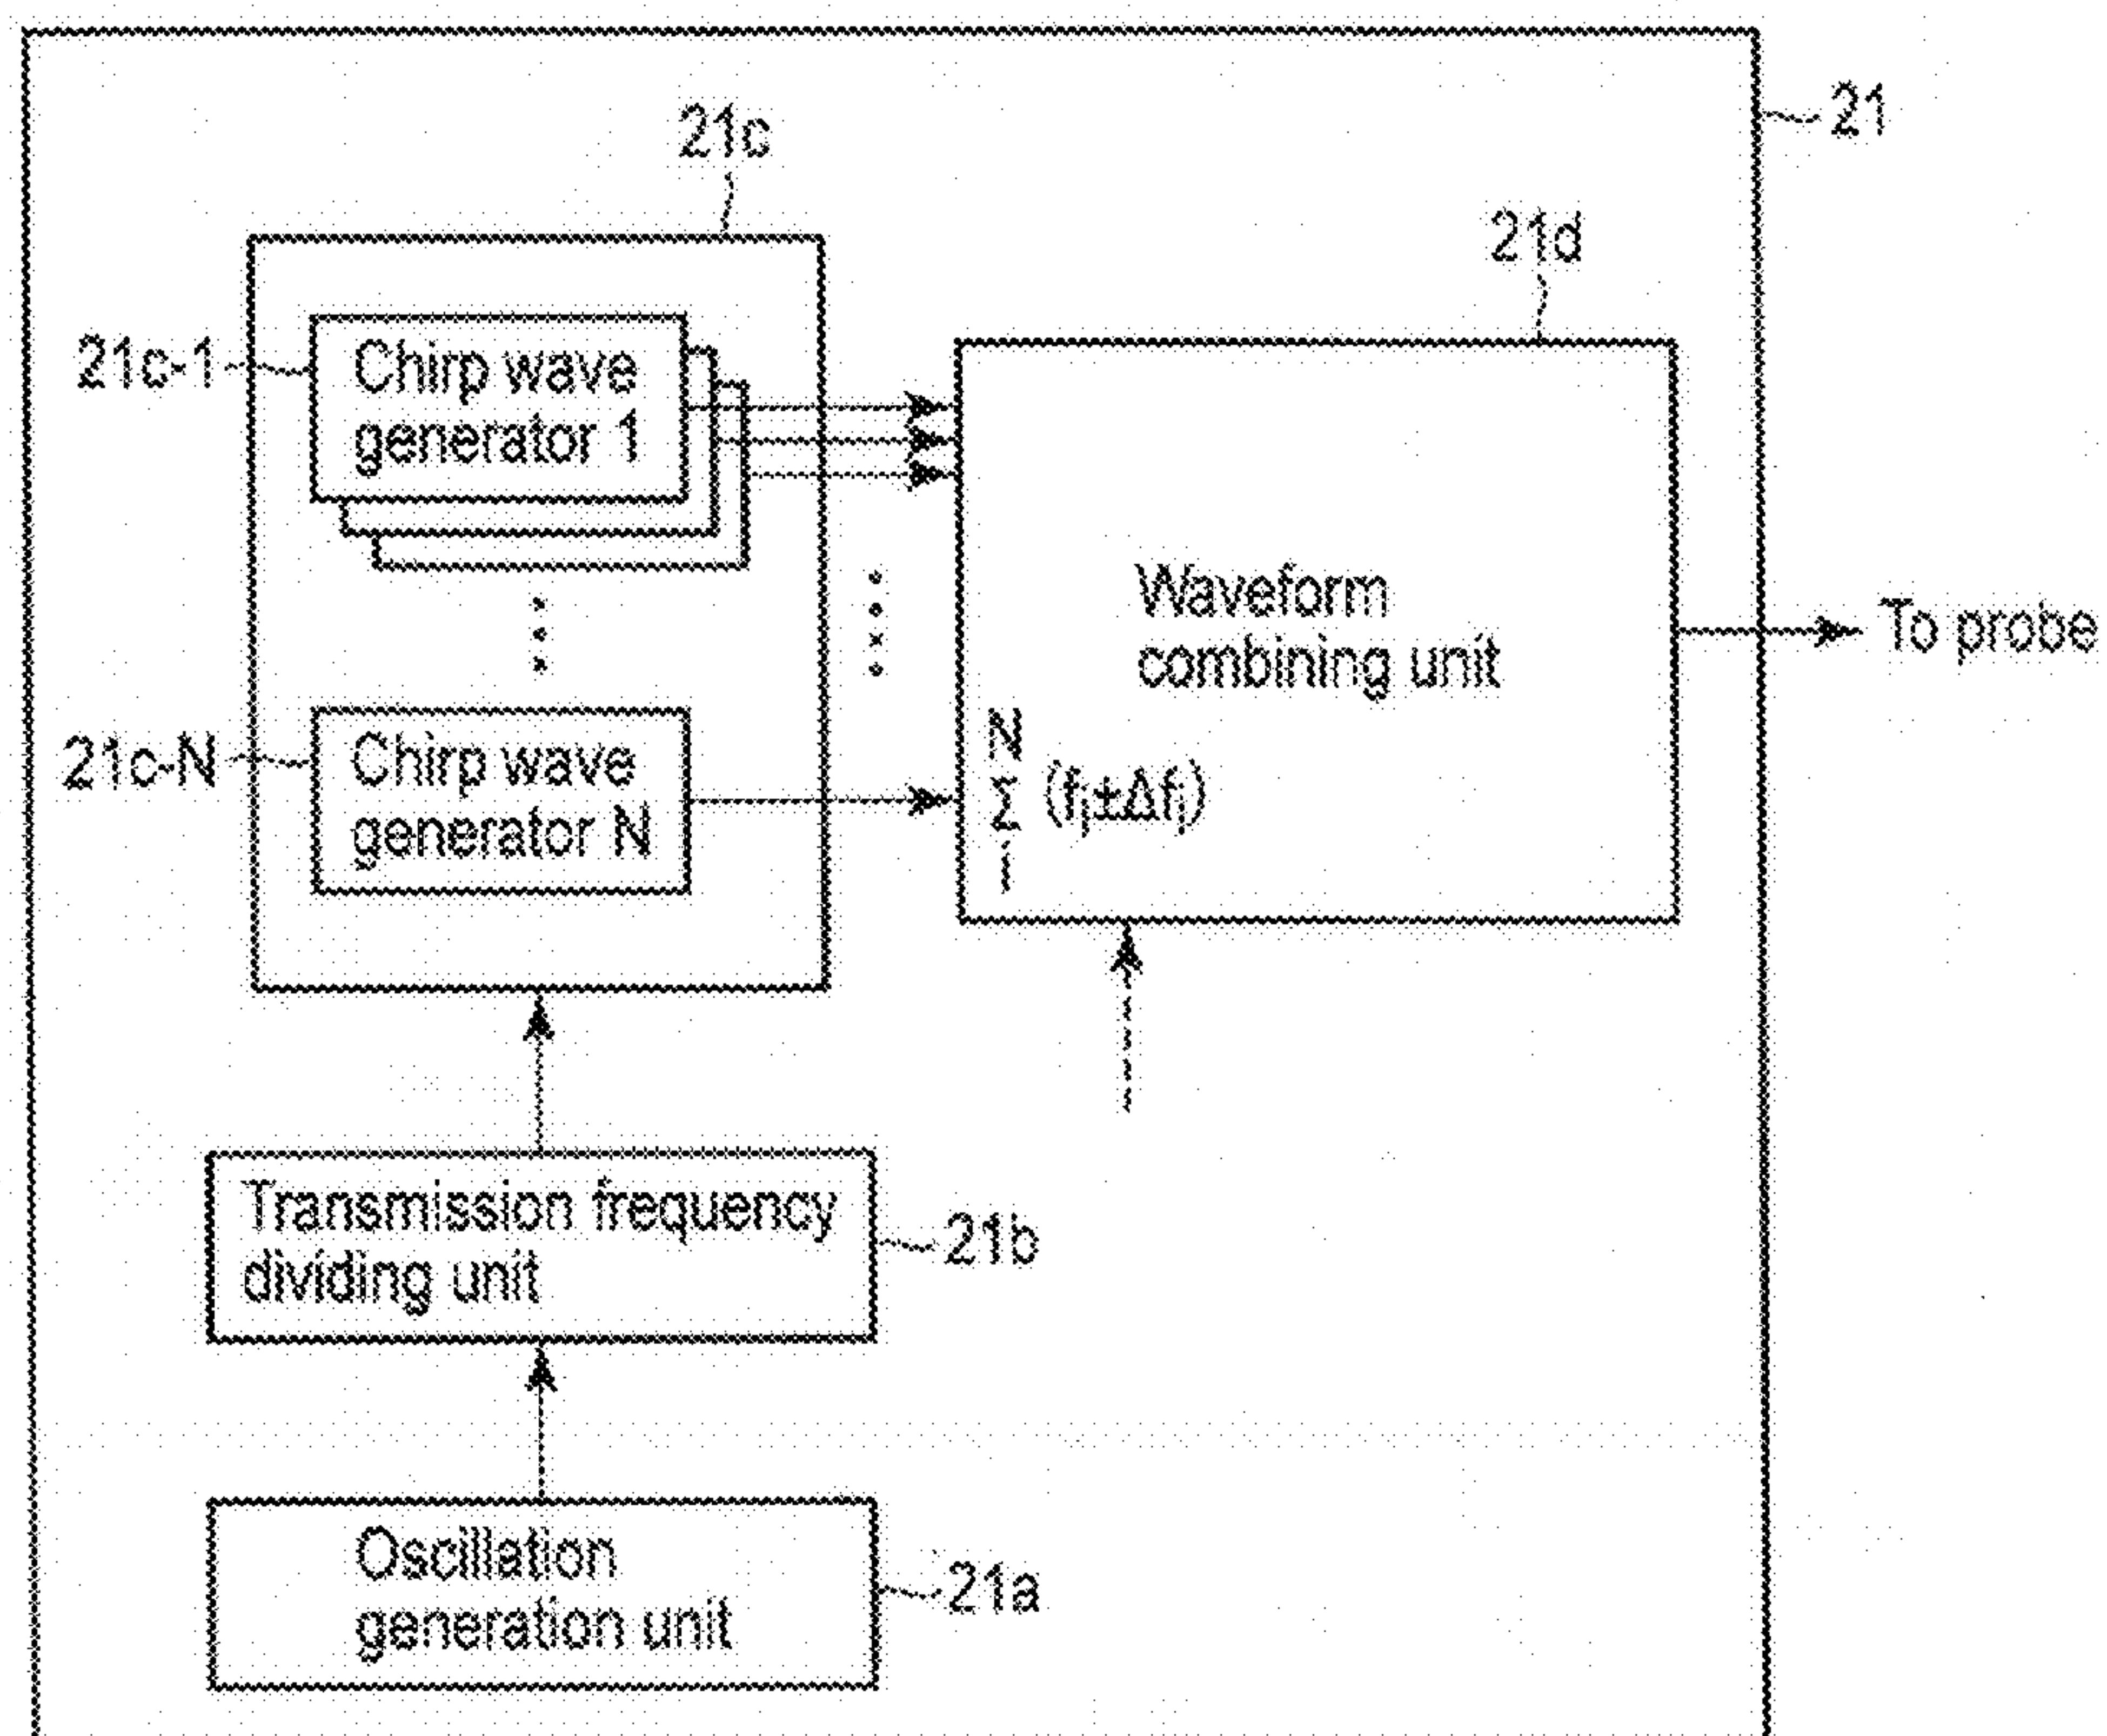 21
21c
21d
21c-1
Chirp wave
generator 1
Waveform
combining unit
To probe
21c-N
Chirp wave
generator N
N
Σ (fi±Δfi)
i
Transmission frequency
dividing unit
21b
Oscillation
generation unit
21a